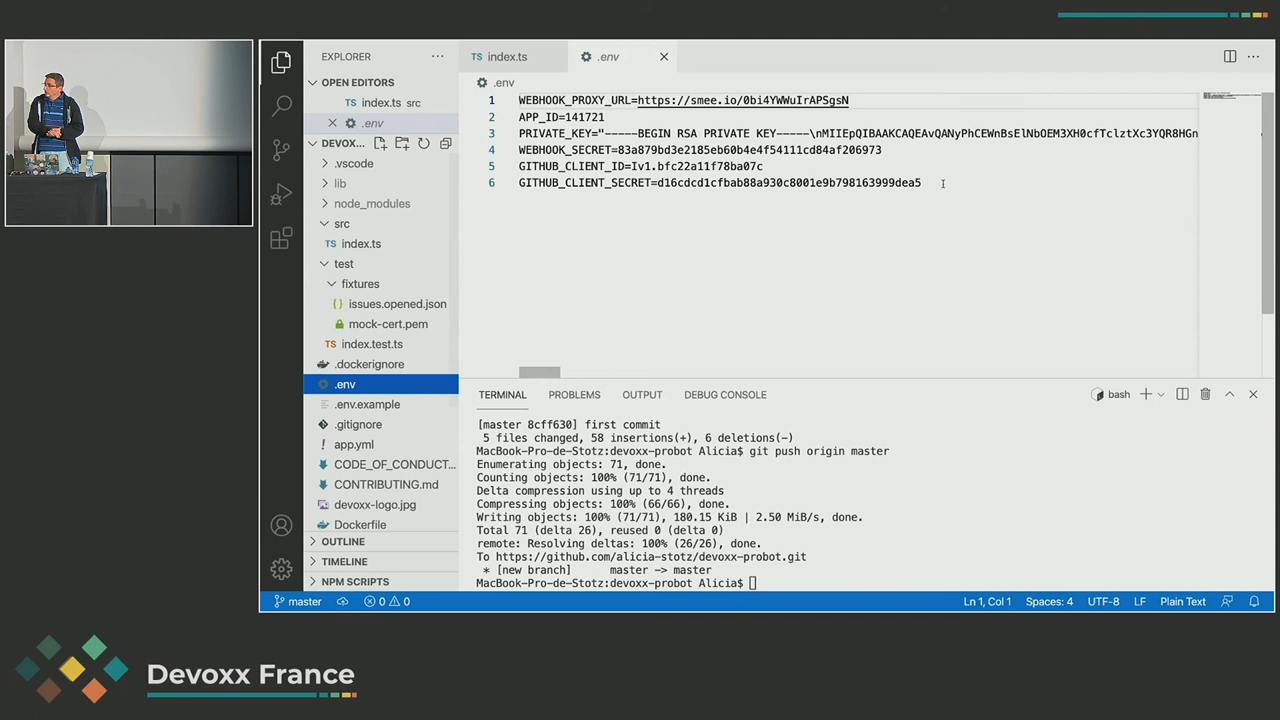 EXPLORER
OPEN EDITORS
TS index.ts src
.env
DEVOX...
.vscode
lib
node_modules
src
TS index.ts
test
fixtures
{} issues.opened.json
mock-cert.pem
TS index.test.ts
.dockerignore
.env
.env.example
.gitignore
! app.yml
CODE_OF_CONDUCT...
CONTRIBUTING.md
devoxx-logo.jpg
Dockerfile
OUTLINE
TIMELINE
NPM SCRIPTS
TS index.ts
.env
.env
1 WEBHOOK_PROXY_URL=https://smee.io/0bi4YWWuIrAPSgsN
2 APP_ID=141721
3 PRIVATE_KEY="-----BEGIN RSA PRIVATE KEY-----\nMIIEpQIBAAKCAQEAvQANyPhCEWnBsElNbOEM3XH0cfTclztXc3YQR8HGn
4 WEBHOOK_SECRET=83a879bd3e2185eb60b4e4f54111cd84af206973
5 GITHUB_CLIENT_ID=Iv1.bfc22a11f78ba07c
6 GITHUB_CLIENT_SECRET=d16cdcd1cfbab88a930c8001e9b798163999dea5
TERMINAL PROBLEMS OUTPUT DEBUG CONSOLE
bash
[master 8cff630] first commit
5 files changed, 58 insertions(+), 6 deletions(-)
MacBook-Pro-de-Stotz:devoxx-probot Alicia$ git push origin master
Enumerating objects: 71, done.
Counting objects: 100% (71/71), done.
Delta compression using up to 4 threads
Compressing objects: 100% (66/66), done.
Writing objects: 100% (71/71), 180.15 KiB | 2.50 MiB/s, done.
Total 71 (delta 26), reused 0 (delta 0)
remote: Resolving deltas: 100% (26/26), done.
To https://github.com/alicia-stotz/devoxx-probot.git
* [new branch] master -> master
MacBook-Pro-de-Stotz:devoxx-probot Alicia$
master 0 0
Ln 1, Col 1 Spaces: 4 UTF-8 LF Plain Text
Devoxx France